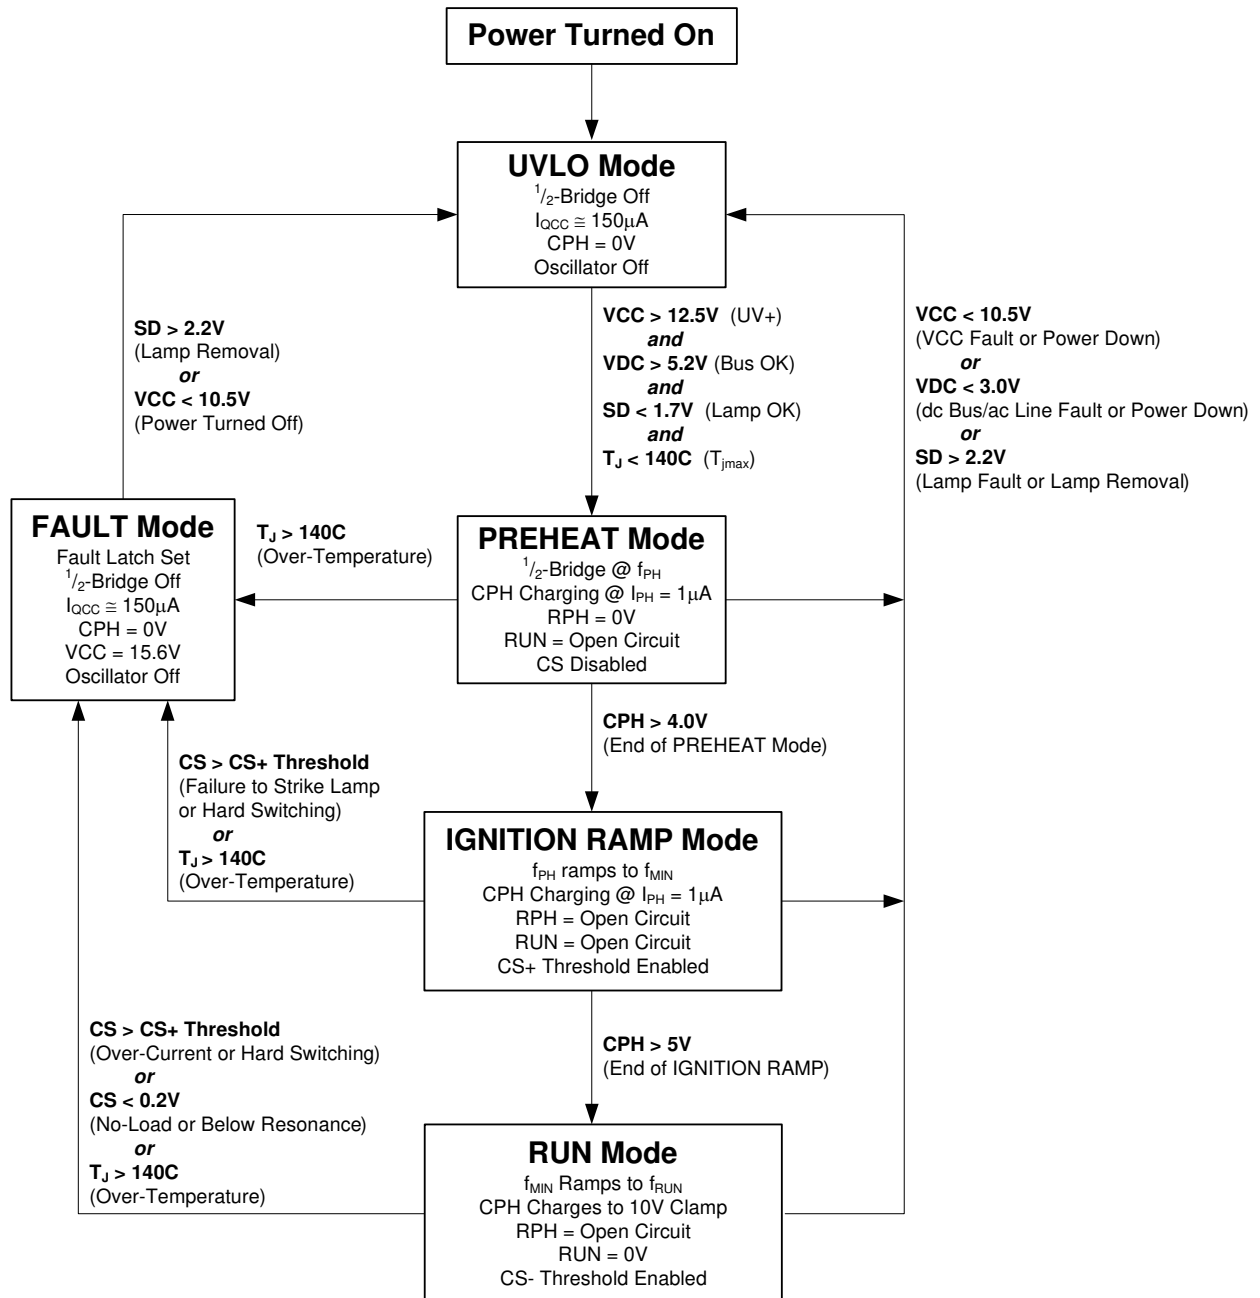 Power Turned On
UVLO Mode
1/2-Bridge Off
IQCC ≅ 150µA
CPH = 0V
Oscillator Off
SD > 2.2V
(Lamp Removal)
or
VCC < 10.5V
(Power Turned Off)
VCC > 12.5V (UV+)
and
VDC > 5.2V (Bus OK)
and
SD < 1.7V (Lamp OK)
and
TJ < 140C (Tjmax)
VCC < 10.5V
(VCC Fault or Power Down)
or
VDC < 3.0V
(dc Bus/ac Line Fault or Power Down)
or
SD > 2.2V
(Lamp Fault or Lamp Removal)
FAULT Mode
Fault Latch Set
1/2-Bridge Off
IQCC ≅ 150µA
CPH = 0V
VCC = 15.6V
Oscillator Off
TJ > 140C
(Over-Temperature)
PREHEAT Mode
1/2-Bridge @ fPH
CPH Charging @ IPH = 1µA
RPH = 0V
RUN = Open Circuit
CS Disabled
CPH > 4.0V
(End of PREHEAT Mode)
CS > CS+ Threshold
(Failure to Strike Lamp
or Hard Switching)
or
TJ > 140C
(Over-Temperature)
IGNITION RAMP Mode
fPH ramps to fMIN
CPH Charging @ IPH = 1µA
RPH = Open Circuit
RUN = Open Circuit
CS+ Threshold Enabled
CPH > 5V
(End of IGNITION RAMP)
CS > CS+ Threshold
(Over-Current or Hard Switching)
or
CS < 0.2V
(No-Load or Below Resonance)
or
TJ > 140C
(Over-Temperature)
RUN Mode
fMIN Ramps to fRUN
CPH Charges to 10V Clamp
RPH = Open Circuit
RUN = 0V
CS- Threshold Enabled